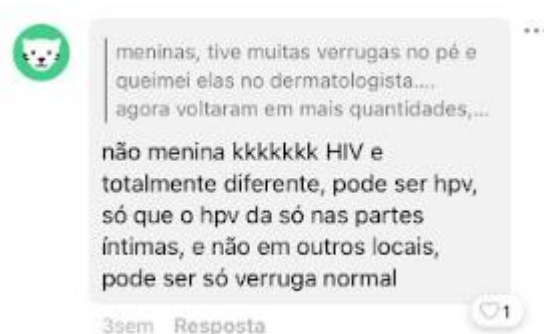 meninas, tive muitas verrugas no pé e
queimei elas no dermatologista....
agora voltaram em mais quantidades,...
não menina kkkkkkk HIV e
totalmente diferente, pode ser hpv,
só que o hpv da só nas partes
íntimas, e não em outros locais,
pode ser só verruga normal
1
3sem Resposta